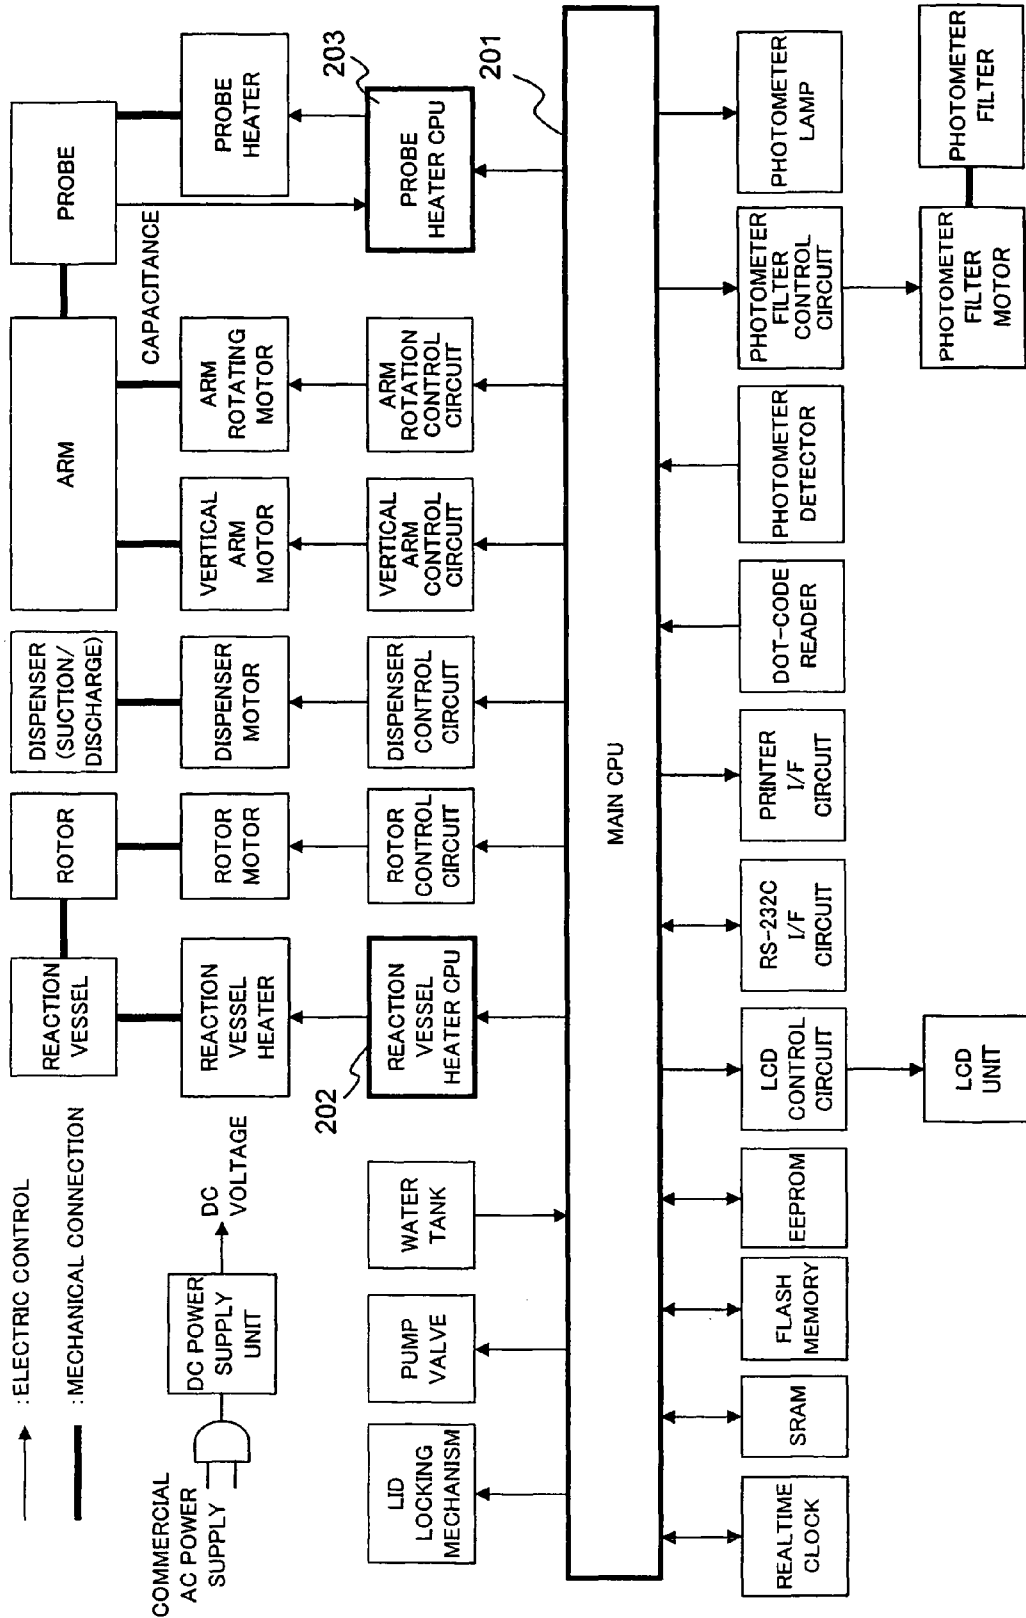 : ELECTRIC CONTROL
: MECHANICAL CONNECTION
COMMERCIAL
AC POWER
SUPPLY
DC POWER
SUPPLY
UNIT
DC
VOLTAGE
REACTION
VESSEL
ROTOR
DISPENSER
(SUCTION/
DISCHARGE)
ARM
PROBE
REACTION
VESSEL
HEATER
ROTOR
MOTOR
DISPENSER
MOTOR
VERTICAL
ARM
MOTOR
ARM
ROTATING
MOTOR
CAPACITANCE
PROBE
HEATER
LID
LOCKING
MECHANISM
PUMP
VALVE
WATER
TANK
202
REACTION
VESSEL
HEATER CPU
ROTOR
CONTROL
CIRCUIT
DISPENSER
CONTROL
CIRCUIT
VERTICAL
ARM
CONTROL
CIRCUIT
ARM
ROTATION
CONTROL
CIRCUIT
PROBE
HEATER CPU
203
201
MAIN CPU
REALTIME
CLOCK
SRAM
FLASH
MEMORY
EEPROM
LCD
CONTROL
CIRCUIT
RS-232C
I/F
CIRCUIT
PRINTER
I/F
CIRCUIT
DOT-CODE
READER
PHOTOMETER
DETECTOR
PHOTOMETER
FILTER
CONTROL
CIRCUIT
PHOTOMETER
LAMP
LCD
UNIT
PHOTOMETER
FILTER
MOTOR
PHOTOMETER
FILTER